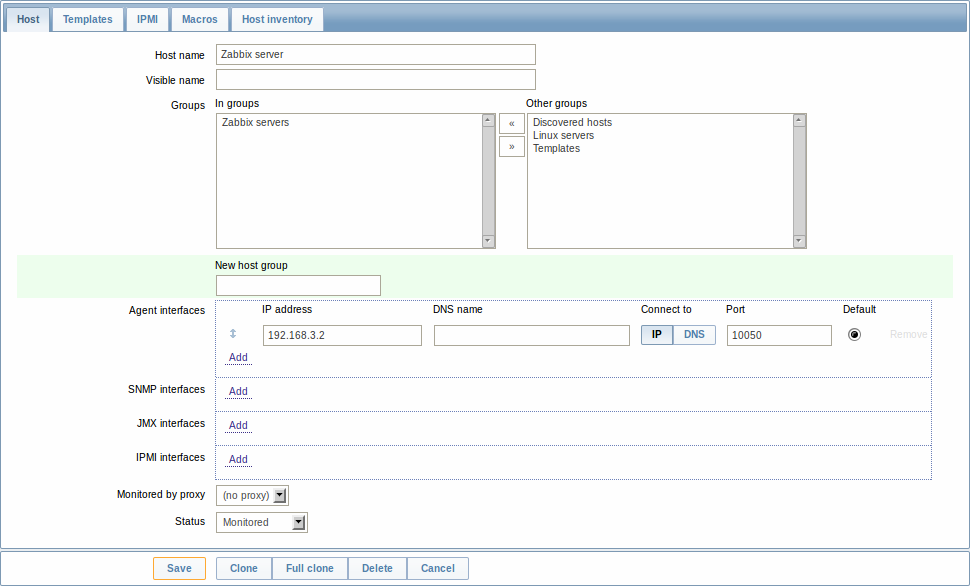 Host Templates IPMI Macros Host inventory
Host name Zabbix server
Visible name
Groups In groups Other groups
Zabbix servers « Discovered hosts
Linux servers
» Templates
New host group
Agent interfaces IP address DNS name Connect to Port Default
192.168.3.2 IP DNS 10050 Remove
Add
SNMP interfaces Add
JMX interfaces Add
IPMI interfaces Add
Monitored by proxy (no proxy)
Status Monitored
Save Clone Full clone Delete Cancel